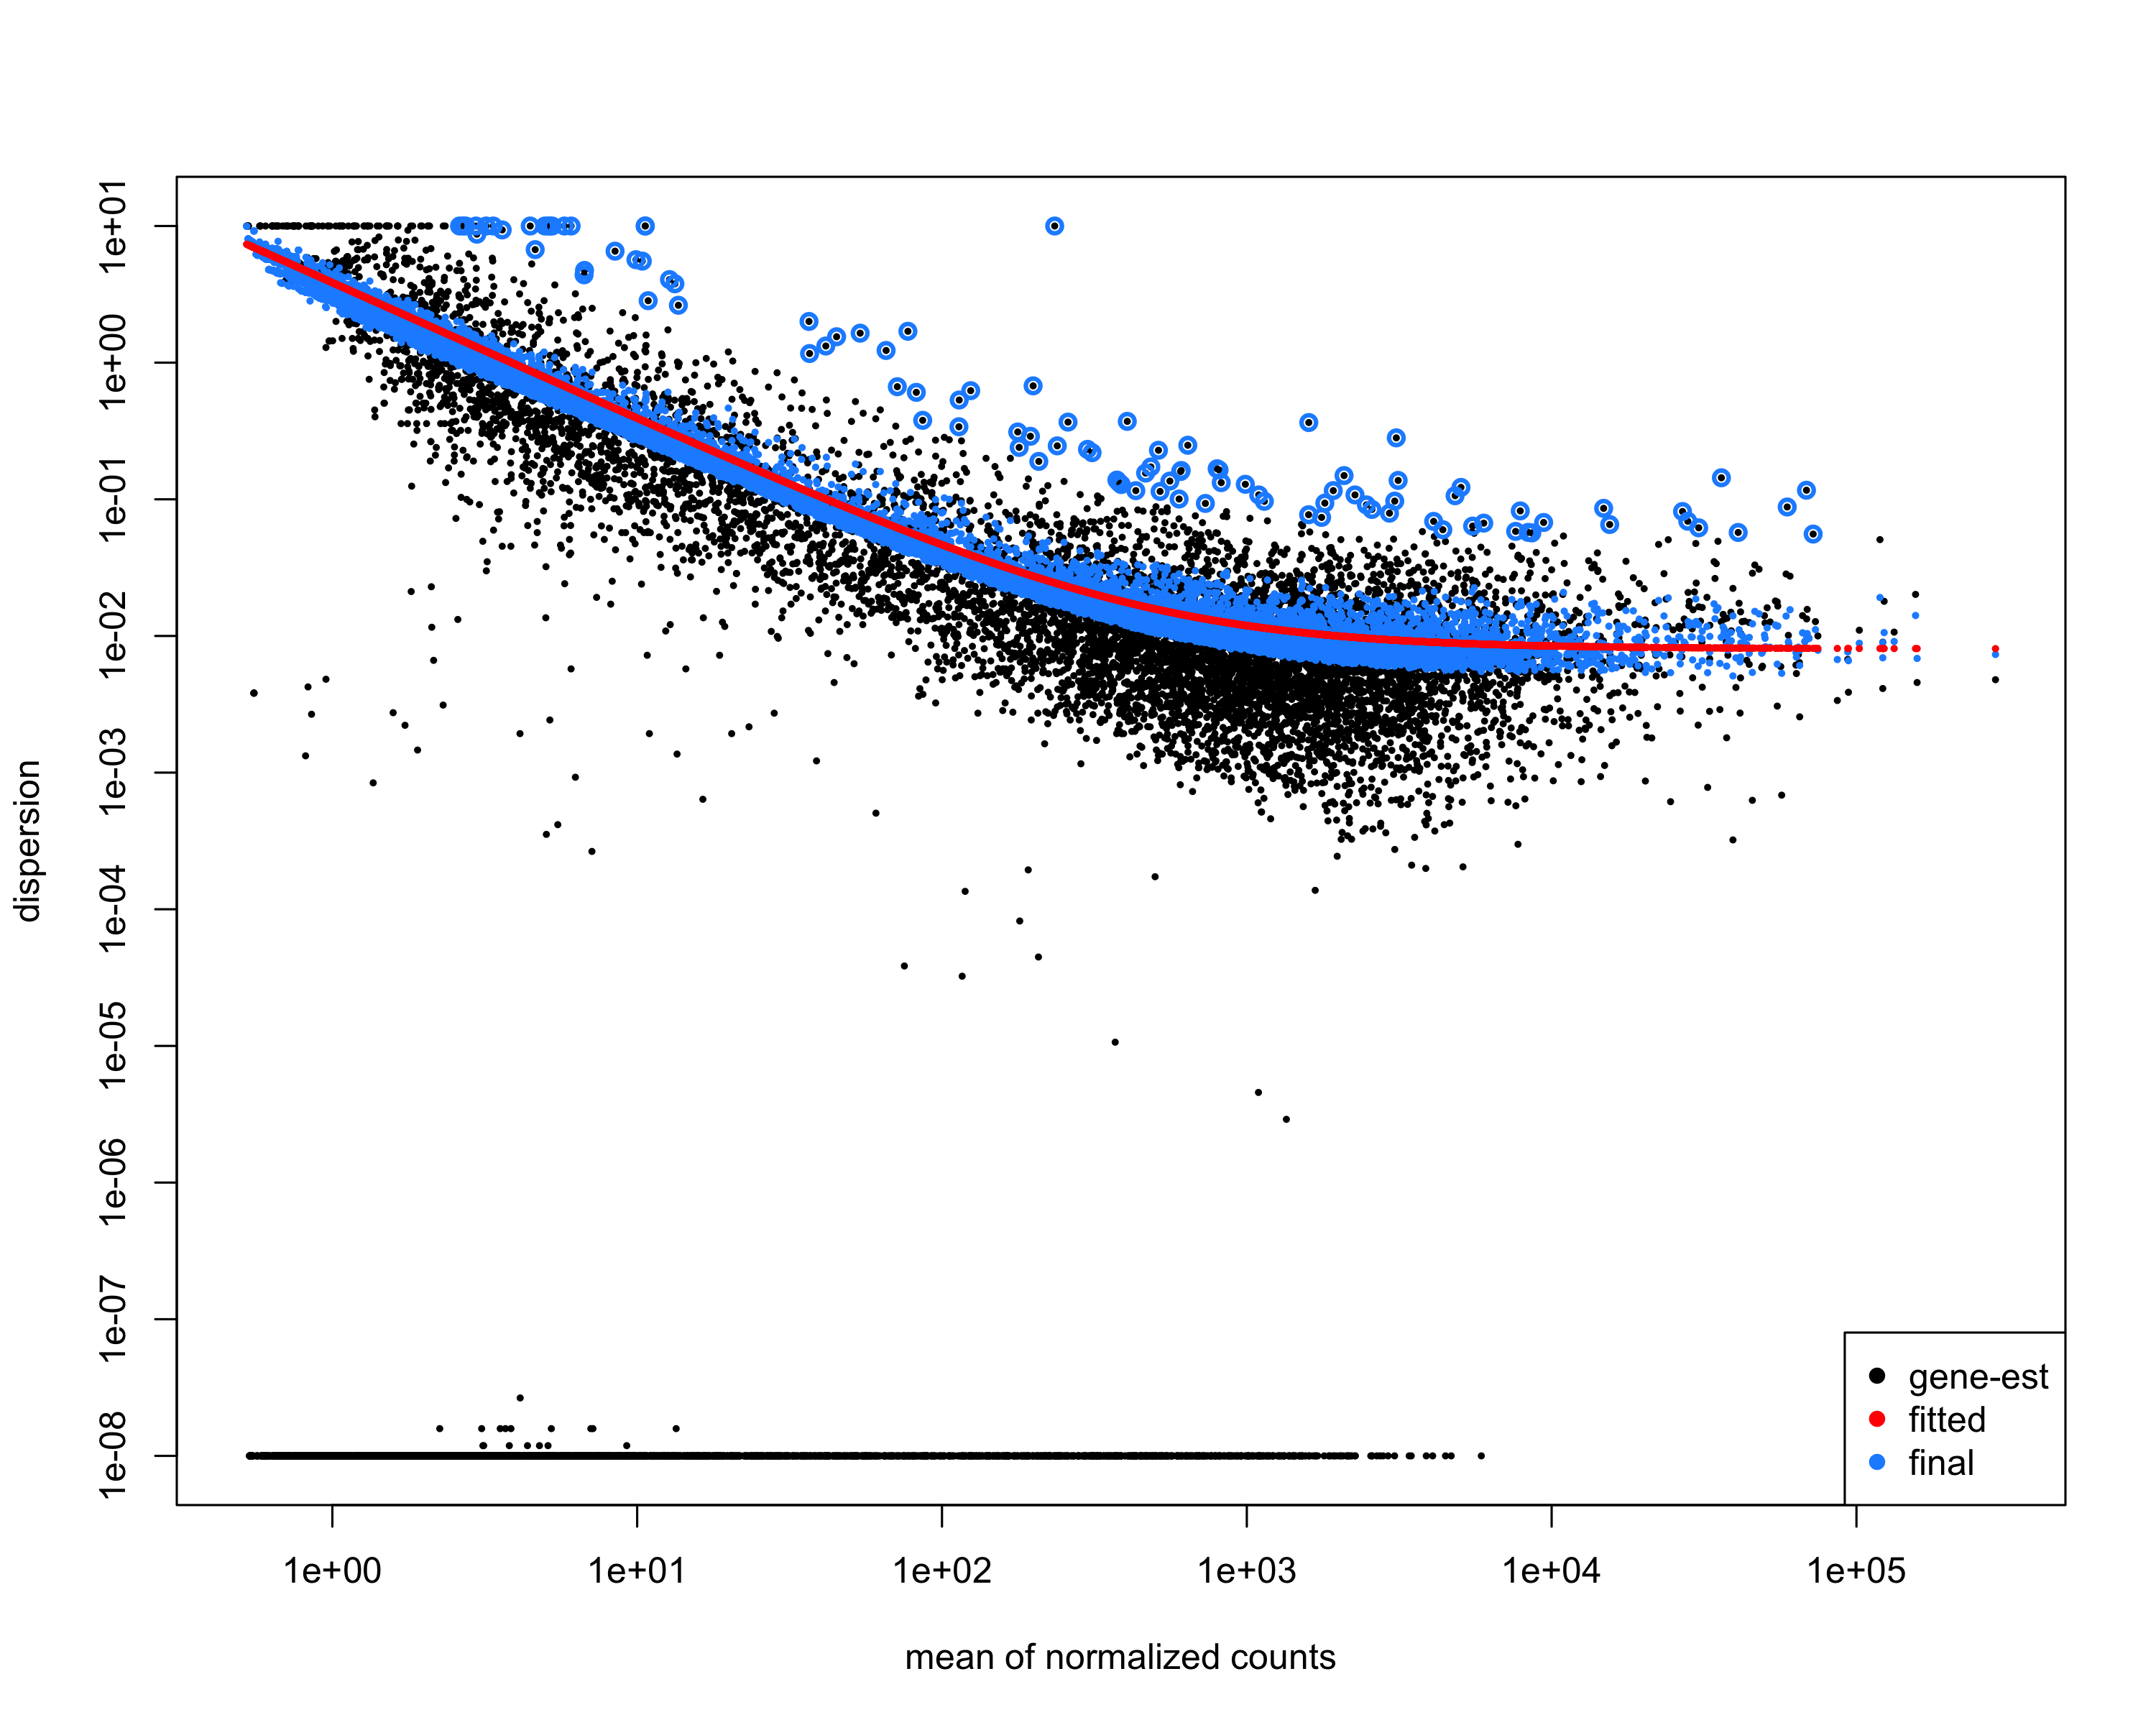 1e+01
1e+00
1e-01
1e-02
1e-03
1e-04
1e-05
1e-06
1e-07
1e-08
dispersion
gene-est
fitted
final
1e+00 1e+01 1e+02 1e+03 1e+04 1e+05
mean of normalized counts